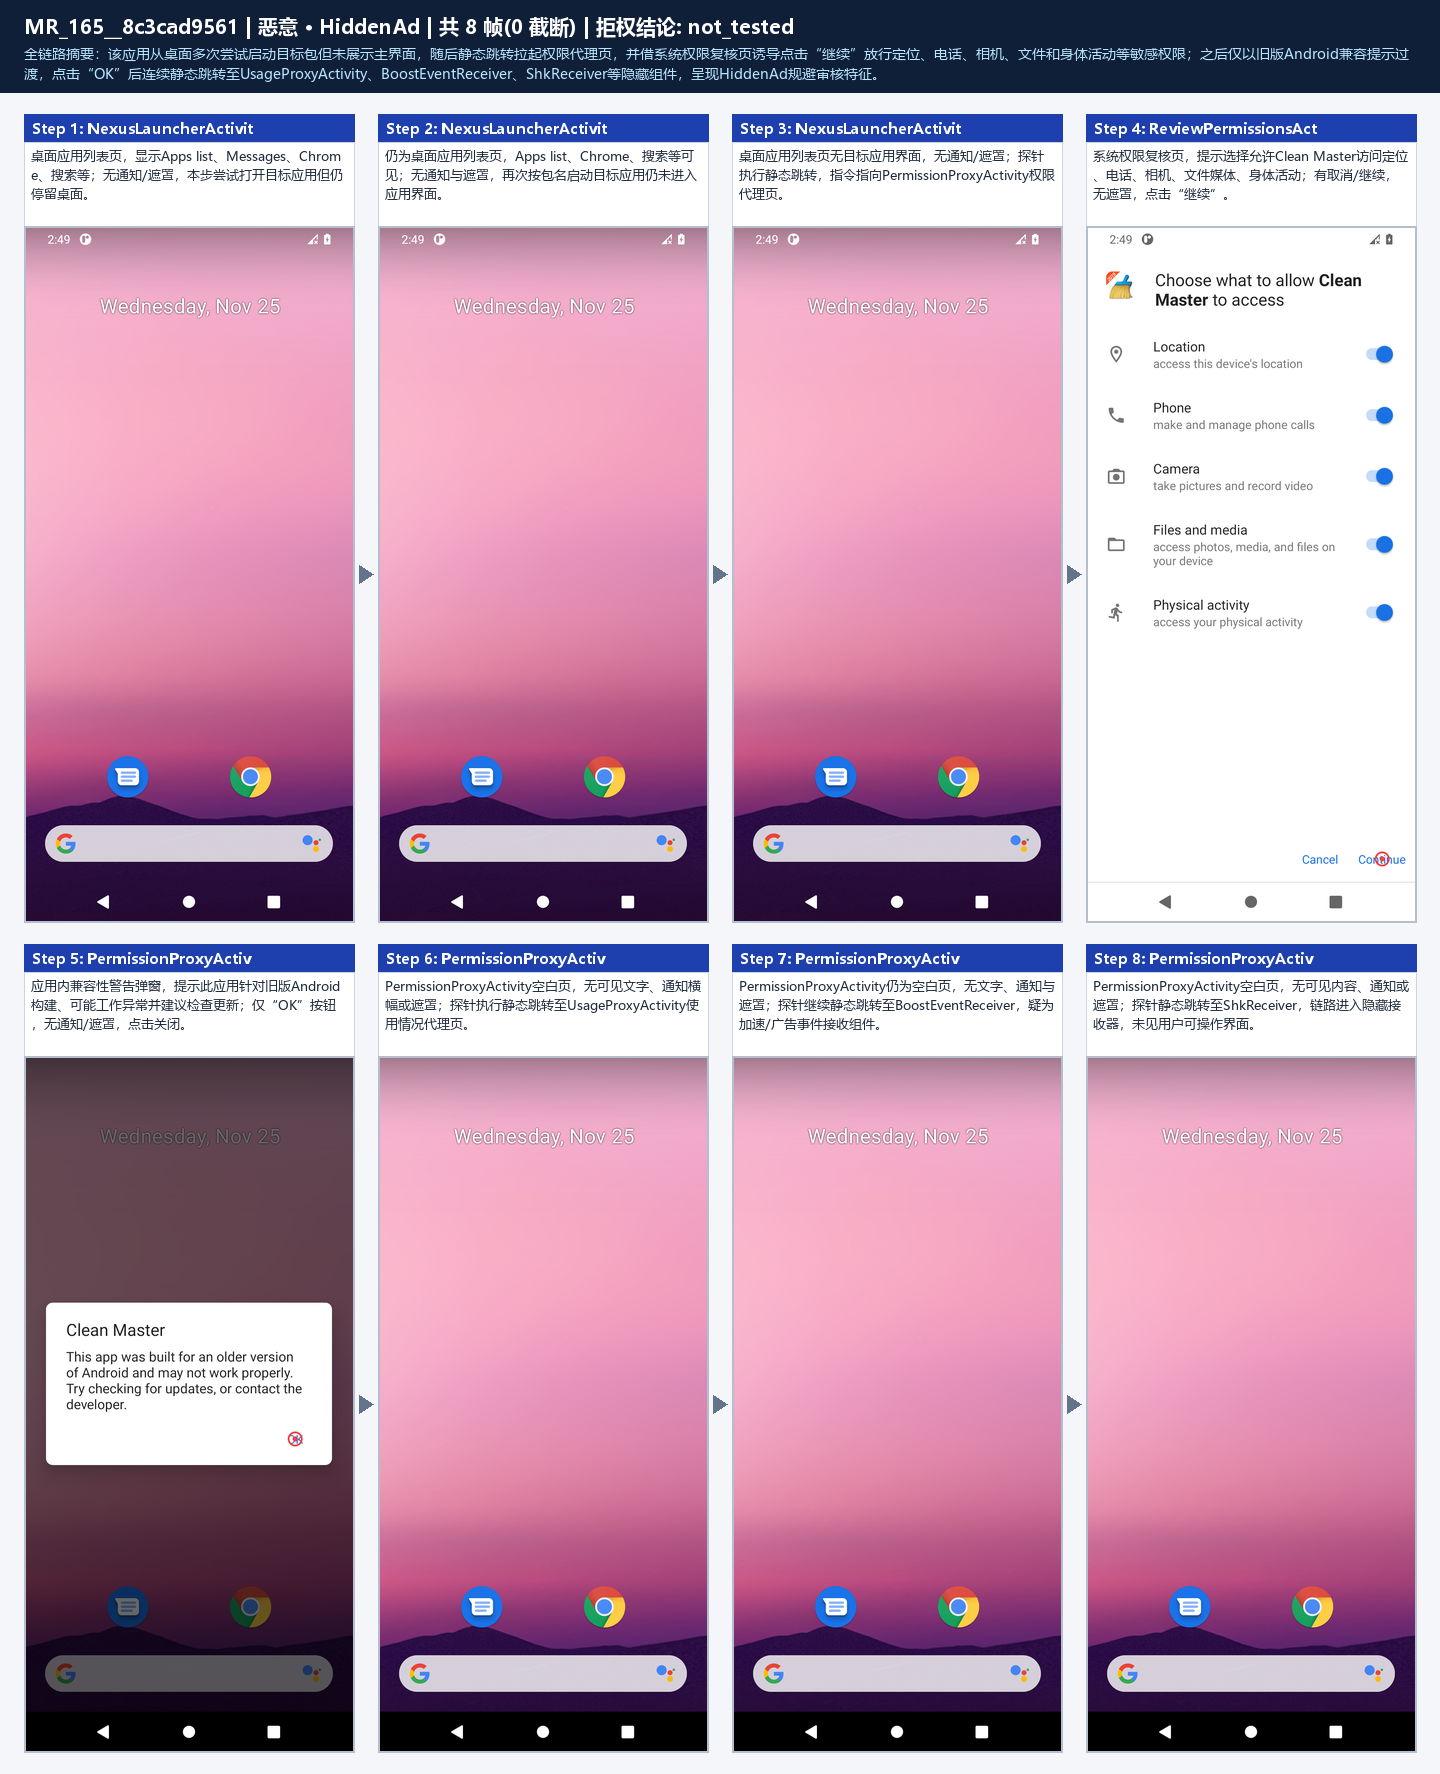 MR_165__8c3cad9561 | 恶意 • HiddenAd | 共 8 帧(0 截断) | 拒权结论: not_tested
全链路摘要：该应用从桌面多次尝试启动目标包但未展示主界面，随后静态跳转拉起权限代理页，并借系统权限复核页诱导点击“继续”放行定位、电话、相机、文件和身体活动等敏感权限；之后仅以旧版Android兼容提示过
渡，点击“OK”后连续静态跳转至UsageProxyActivity、BoostEventReceiver、ShkReceiver等隐藏组件，呈现HiddenAd规避审核特征。
Step 1: NexusLauncherActivit
桌面应用列表页，显示Apps list、Messages、Chrom
e、搜索等；无通知/遮罩，本步尝试打开目标应用但仍
停留桌面。
2:49
Wednesday, Nov 25
Step 2: NexusLauncherActivit
仍为桌面应用列表页，Apps list、Chrome、搜索等可
见；无通知与遮罩，再次按包名启动目标应用仍未进入
应用界面。
2:49
Wednesday, Nov 25
Step 3: NexusLauncherActivit
桌面应用列表页无目标应用界面，无通知/遮罩；探针
执行静态跳转，指令指向PermissionProxyActivity权限
代理页。
2:49
Wednesday, Nov 25
Step 4: ReviewPermissionsAct
系统权限复核页，提示选择允许Clean Master访问定位
、电话、相机、文件媒体、身体活动；有取消/继续，
无遮罩，点击“继续”。
2:49
Choose what to allow Clean
Master to access
Location
access this device's location
Phone
make and manage phone calls
Camera
take pictures and record video
Files and media
access photos, media, and files on
your device
Physical activity
access your physical activity
Cancel Continue
Step 5: PermissionProxyActiv
应用内兼容性警告弹窗，提示此应用针对旧版Android
构建、可能工作异常并建议检查更新；仅“OK”按钮
，无通知/遮罩，点击关闭。
Wednesday, Nov 25
Clean Master
This app was built for an older version
of Android and may not work properly.
Try checking for updates, or contact the
developer.
Step 6: PermissionProxyActiv
PermissionProxyActivity空白页，无可见文字、通知横
幅或遮罩；探针执行静态跳转至UsageProxyActivity使
用情况代理页。
Wednesday, Nov 25
Step 7: PermissionProxyActiv
PermissionProxyActivity仍为空白页，无文字、通知与
遮罩；探针继续静态跳转至BoostEventReceiver，疑为
加速/广告事件接收组件。
Wednesday, Nov 25
Step 8: PermissionProxyActiv
PermissionProxyActivity空白页，无可见内容、通知或
遮罩；探针静态跳转至ShkReceiver，链路进入隐藏接
收器，未见用户可操作界面。
Wednesday, Nov 25